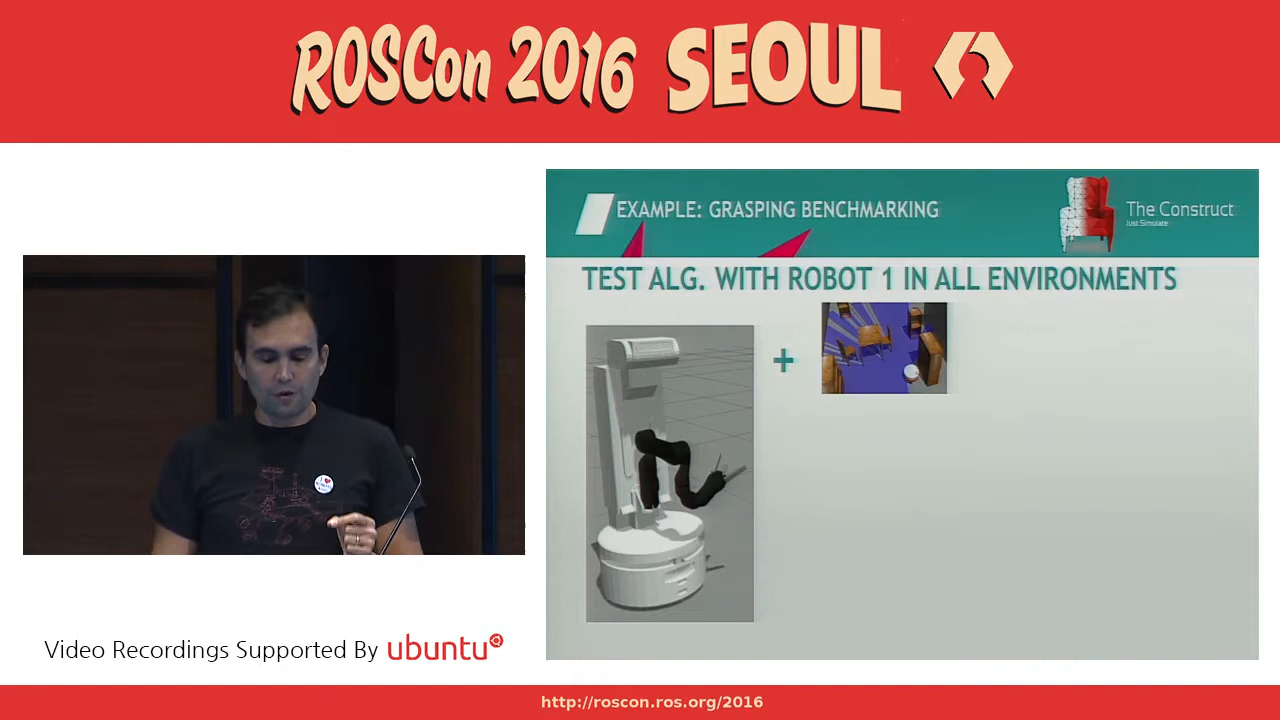 ROSCon 2016 SEOUL
EXAMPLE: GRASPING BENCHMARKING
The Construct
Just Simulate
TEST ALG. WITH ROBOT 1 IN ALL ENVIRONMENTS
+
Video Recordings Supported By ubuntu
http://roscon.ros.org/2016